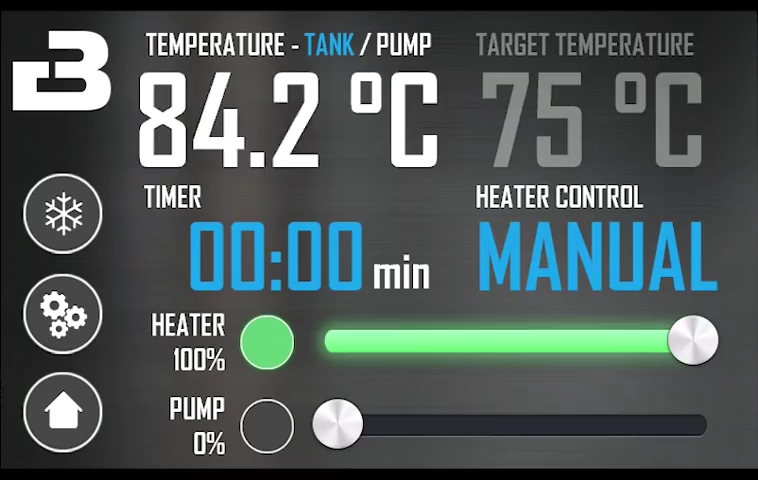 TEMPERATURE - TANK / PUMP
84.2 °C
TARGET TEMPERATURE
75 °C
TIMER
00:00 min
HEATER CONTROL
MANUAL
HEATER
100%
PUMP
0%